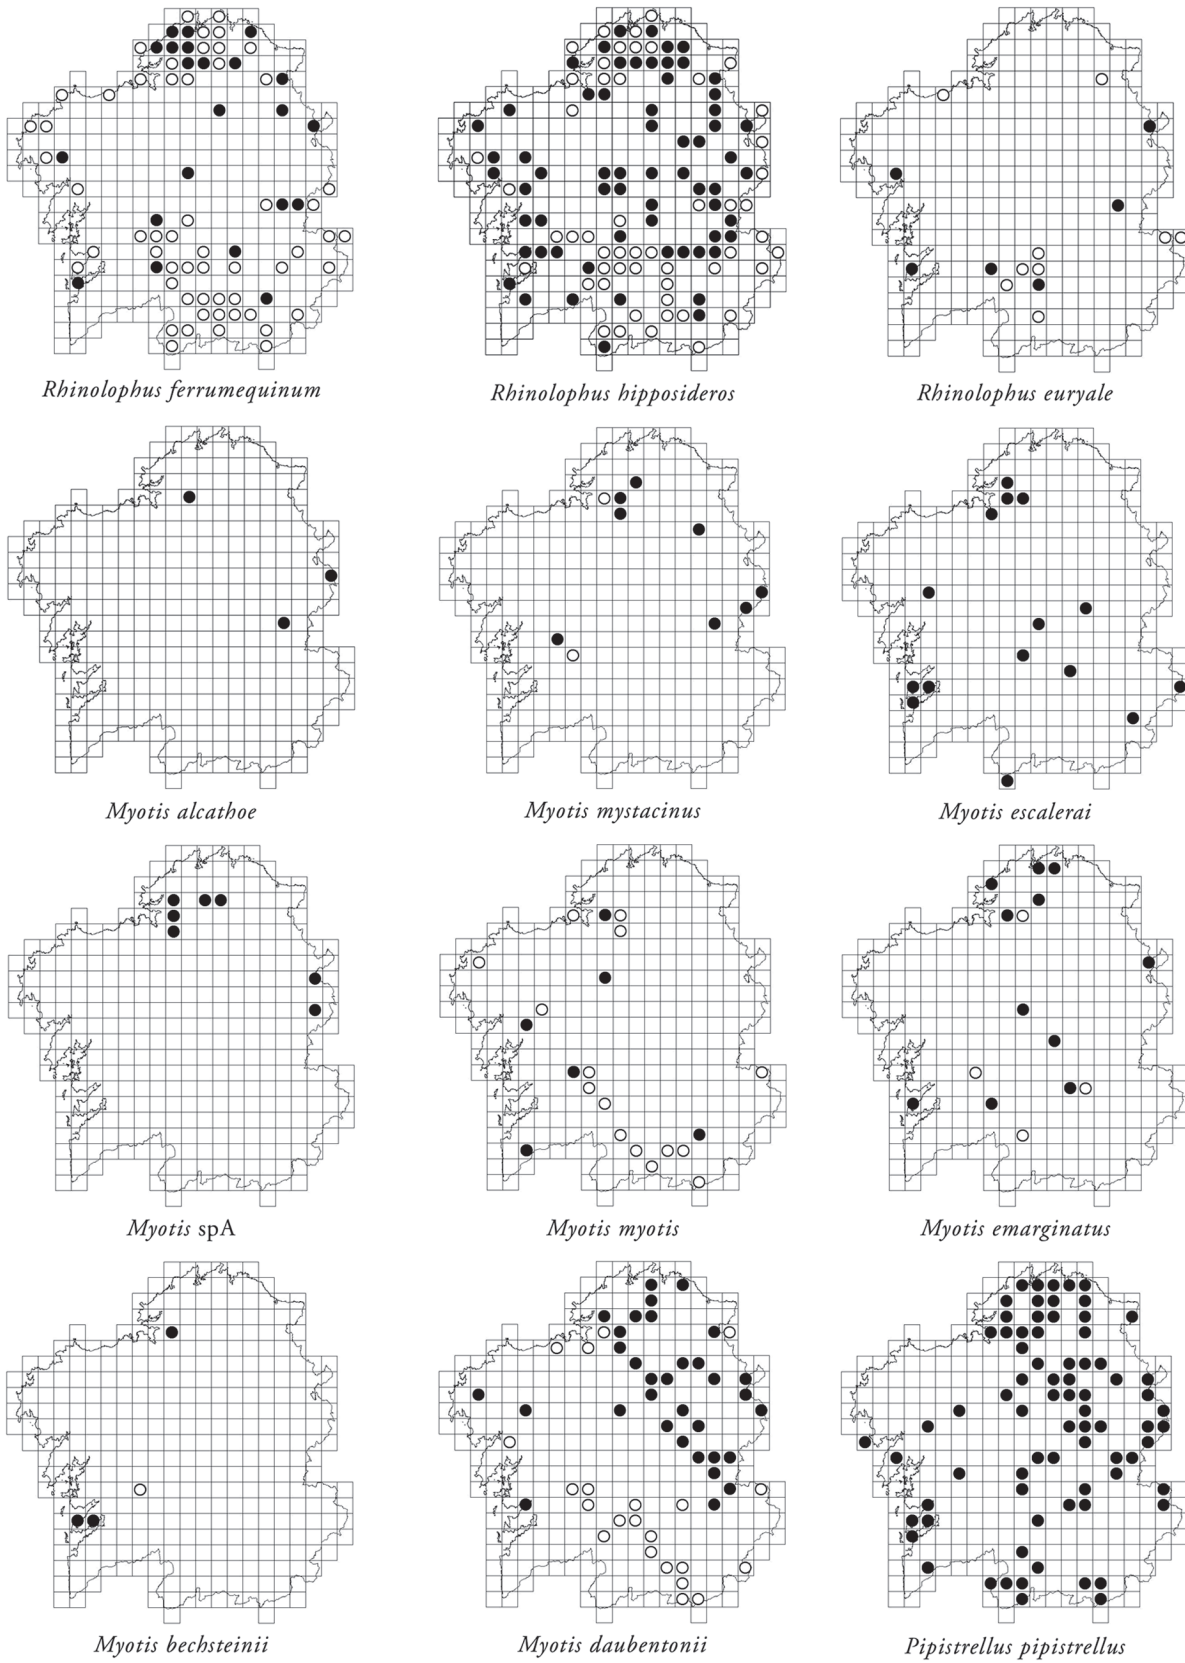 Rhinolophus ferrumequinum
Rhinolophus hipposideros
Rhinolophus euryale
Myotis alcathoe
Myotis mystacinus
Myotis escalerai
Myotis spA
Myotis myotis
Myotis emarginatus
Myotis bechsteinii
Myotis daubentonii
Pipistrellus pipistrellus